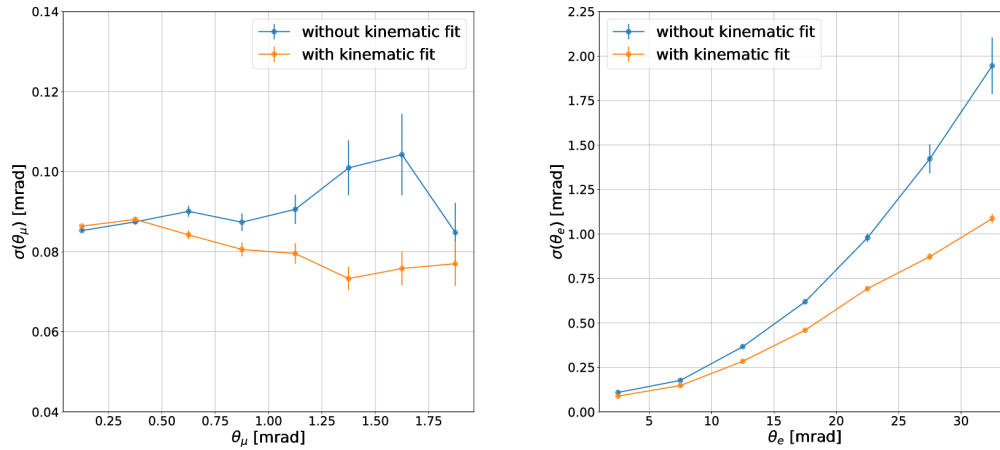 0.14
0.12
0.10
0.08
0.06
0.04
σ(θμ) [mrad]
without kinematic fit
with kinematic fit
0.25 0.50 0.75 1.00 1.25 1.50 1.75
θμ [mrad]
2.25
2.00
1.75
1.50
1.25
1.00
0.75
0.50
0.25
0.00
σ(θe) [mrad]
without kinematic fit
with kinematic fit
5 10 15 20 25 30
θe [mrad]